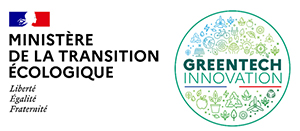 MINISTÈRE
DE LA TRANSITION
ÉCOLOGIQUE
Liberté
Égalité
Fraternité
GREENTECH
INNOVATION